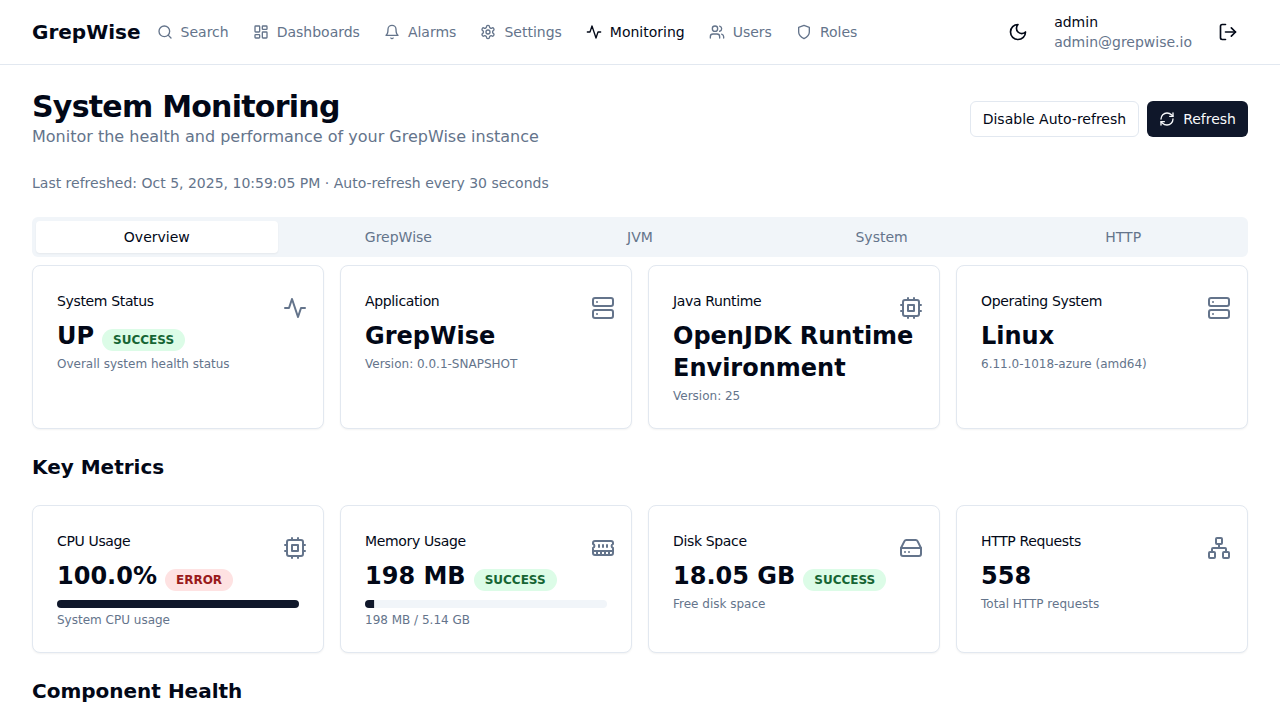 GrepWise
Search
Dashboards
Alarms
Settings
Monitoring
Users
Roles
admin
admin@grepwise.io
System Monitoring
Monitor the health and performance of your GrepWise instance
Disable Auto-refresh
Refresh
Last refreshed: Oct 5, 2025, 10:59:05 PM · Auto-refresh every 30 seconds
Overview
GrepWise
JVM
System
HTTP
System Status
UP SUCCESS
Overall system health status
Application
GrepWise
Version: 0.0.1-SNAPSHOT
Java Runtime
OpenJDK Runtime
Environment
Version: 25
Operating System
Linux
6.11.0-1018-azure (amd64)
Key Metrics
CPU Usage
100.0% ERROR
System CPU usage
Memory Usage
198 MB SUCCESS
198 MB / 5.14 GB
Disk Space
18.05 GB SUCCESS
Free disk space
HTTP Requests
558
Total HTTP requests
Component Health